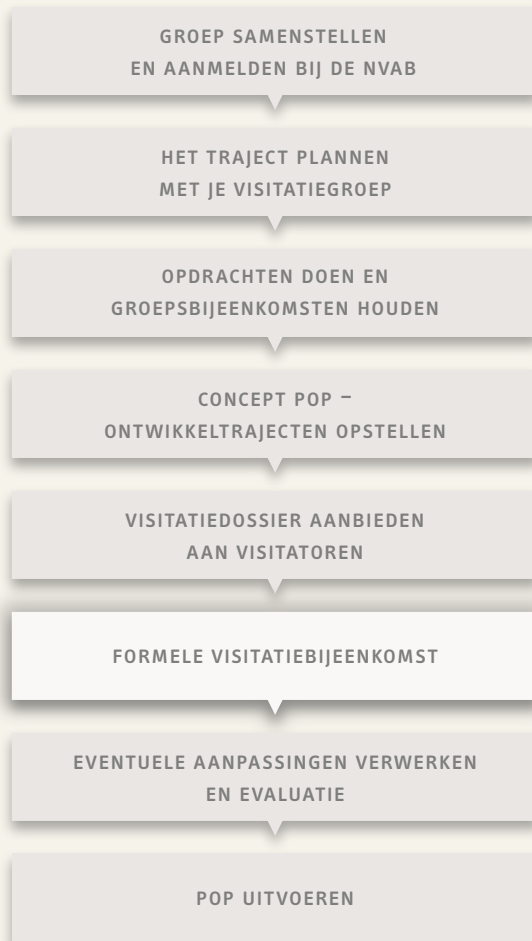 GROEP SAMENSTELLEN
EN AANMELDEN BIJ DE NVAB
HET TRAJECT PLANNEN
MET JE VISITATIEGROEP
OPDRACHTEN DOEN EN
GROEPSBIJEENKOMSTEN HOUDEN
CONCEPT POP –
ONTWIKKELTRAJECTEN OPSTELLEN
VISITATIEDOSSIER AANBIEDEN
AAN VISITATOREN
FORMELE VISITATIEBIJEENKOMST
EVENTUELE AANPASSINGEN VERWERKEN
EN EVALUATIE
POP UITVOEREN